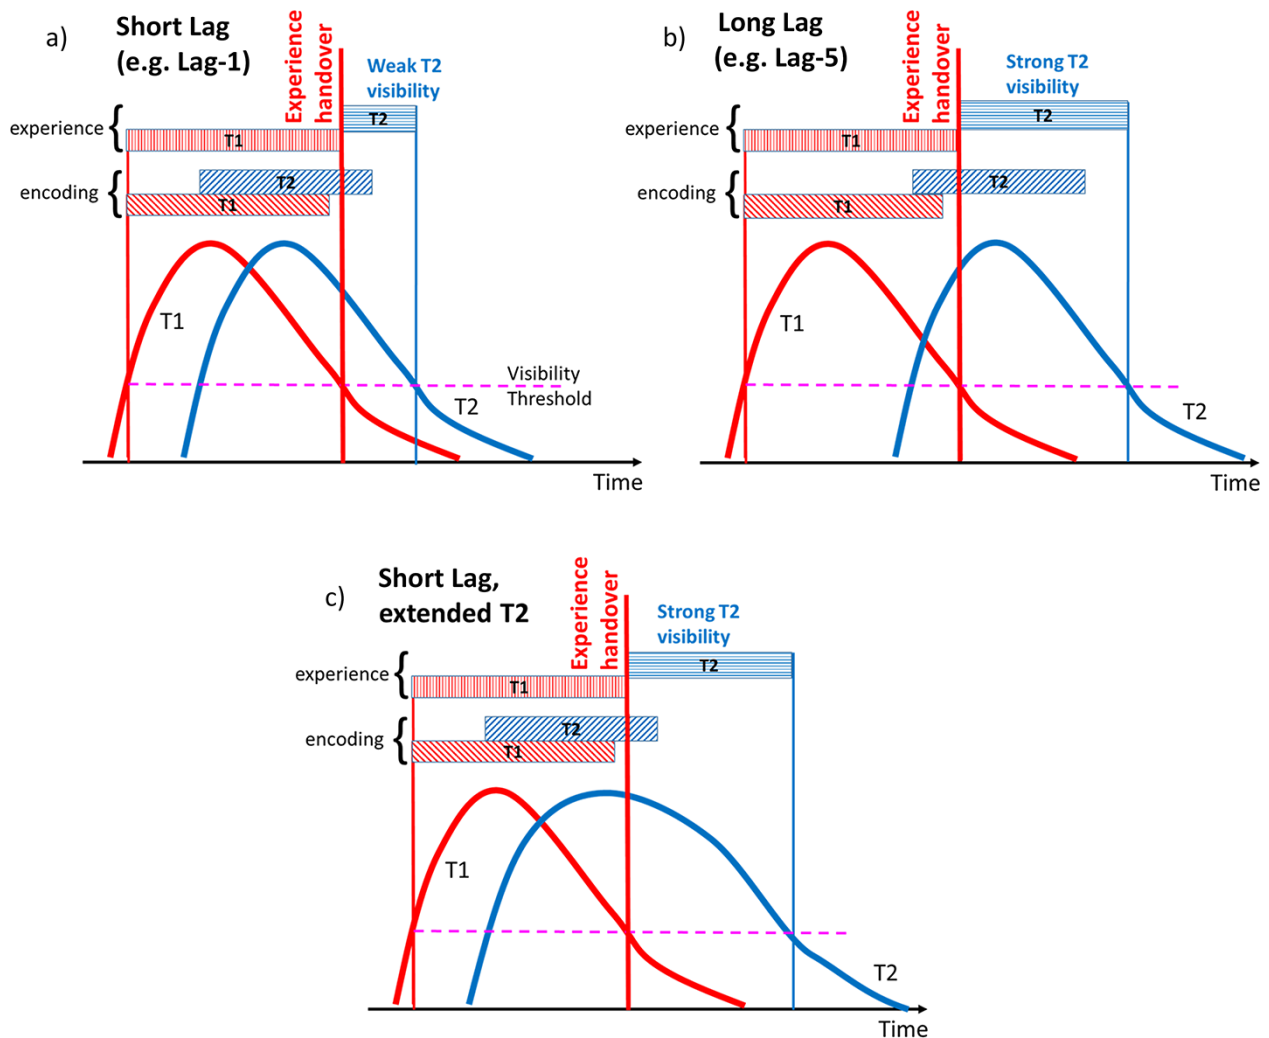 a)
Short Lag
(e.g. Lag-1)
Experience
handover
Weak T2
visibility
experience
T2
T1
encoding
T2
T1
T1
Visibility
Threshold
T2
Time
b)
Long Lag
(e.g. Lag-5)
Experience
handover
Strong T2
visibility
experience
T2
T1
encoding
T2
T1
T1
T2
Time
c)
Short Lag,
extended T2
Experience
handover
Strong T2
visibility
experience
T2
T1
encoding
T2
T1
T1
T2
Time